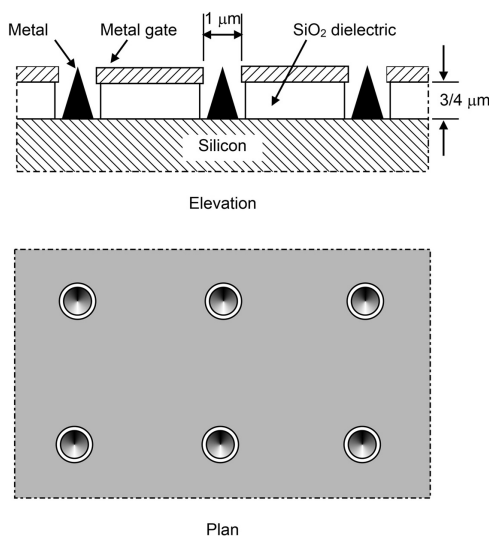 Metal
Metal gate
1 μm
SiO₂ dielectric
3/4 μm
Silicon
Elevation
Plan